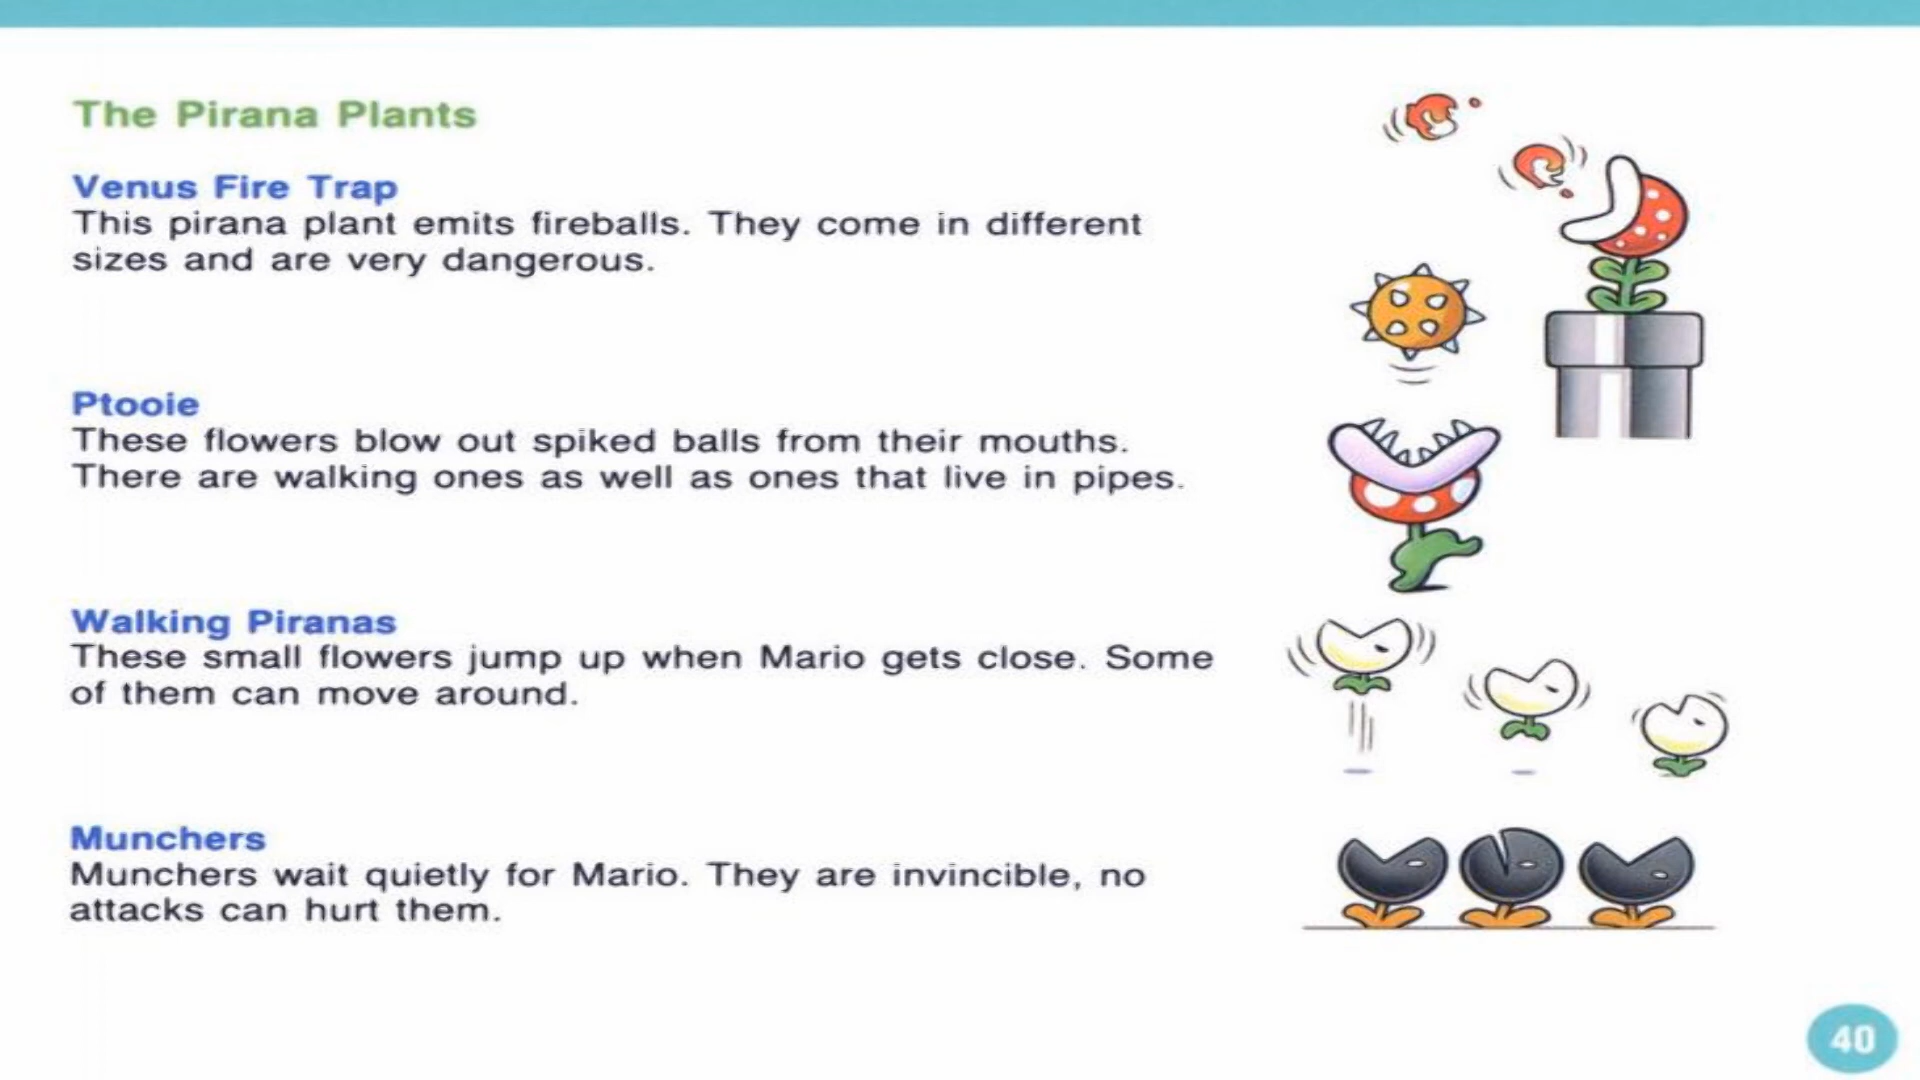 The Pirana Plants
Venus Fire Trap
This pirana plant emits fireballs. They come in different
sizes and are very dangerous.
Ptooie
These flowers blow out spiked balls from their mouths.
There are walking ones as well as ones that live in pipes.
Walking Piranas
These small flowers jump up when Mario gets close. Some
of them can move around.
Munchers
Munchers wait quietly for Mario. They are invincible, no
attacks can hurt them.
40